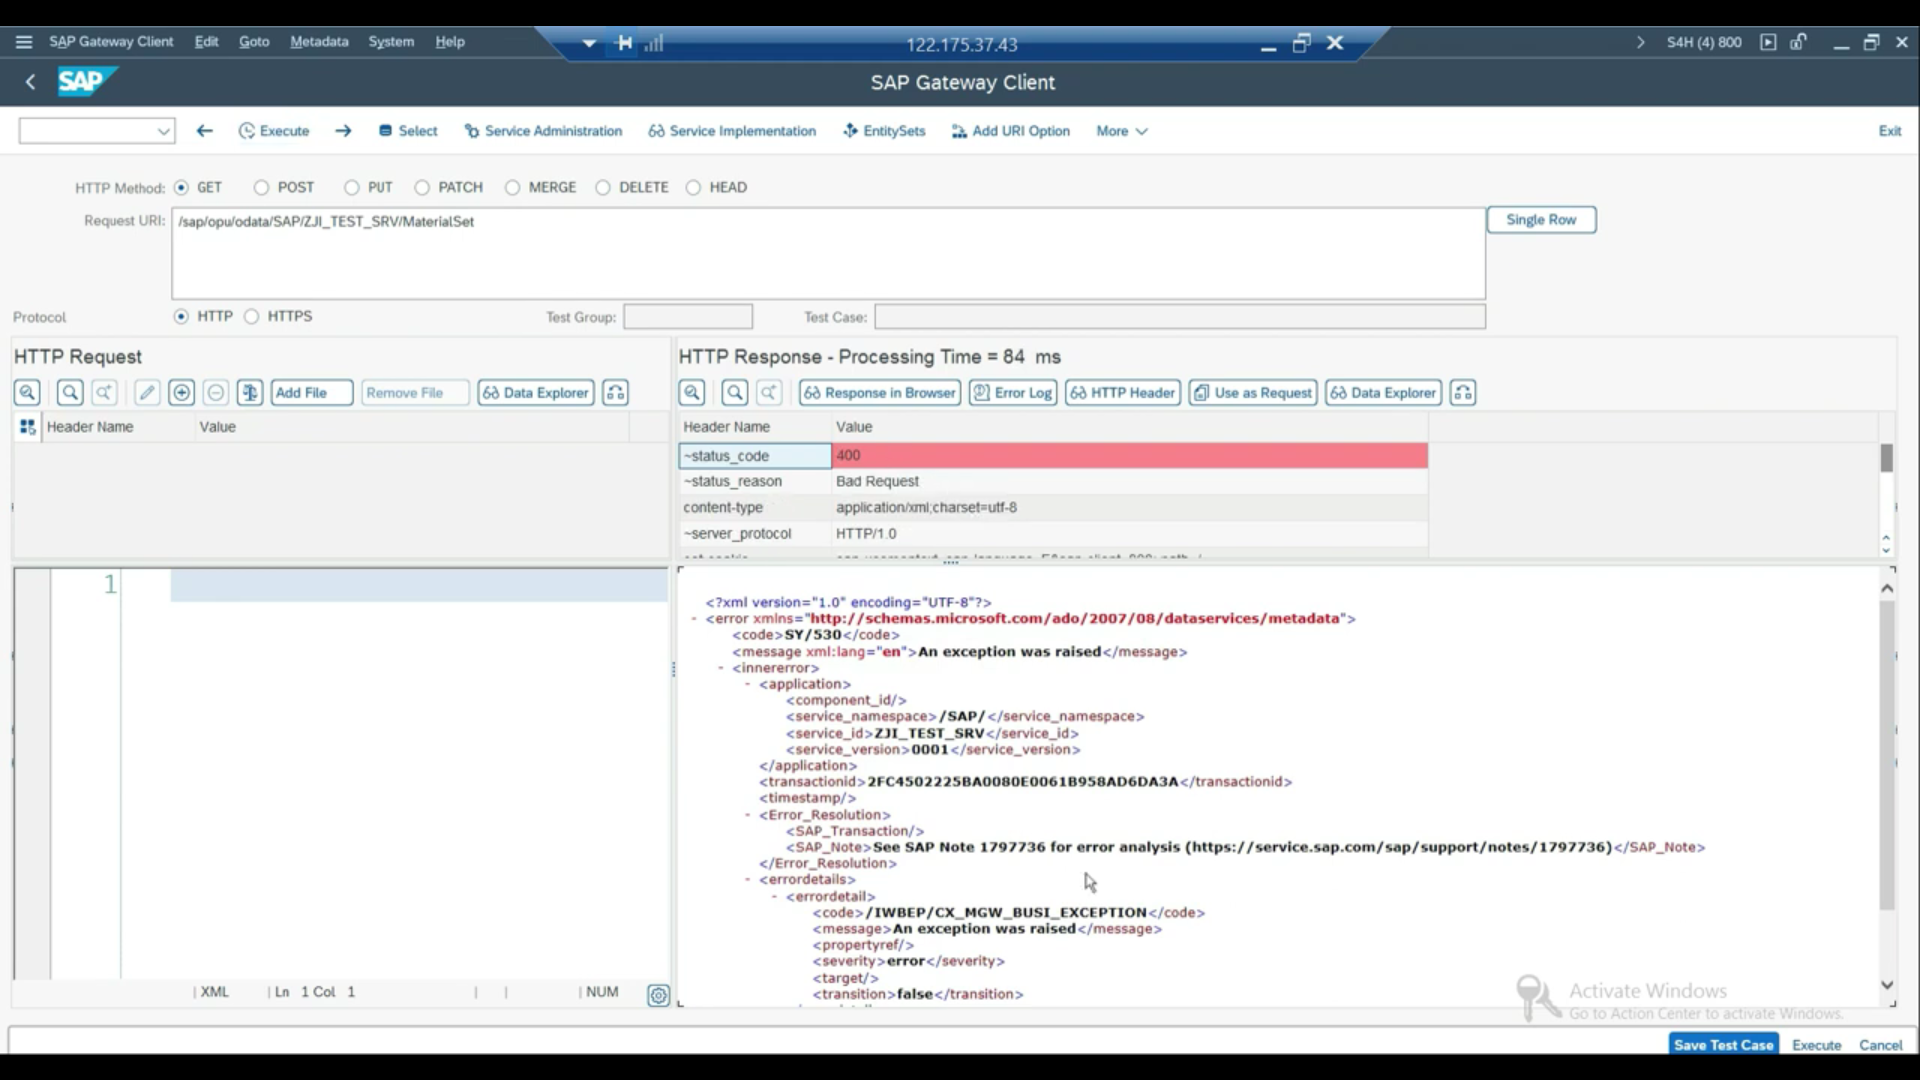 SAP Gateway Client Edit Goto Metadata System Help
122.175.37.43
S4H (4) 800
SAP
SAP Gateway Client
Execute Select Service Administration Service Implementation EntitySets Add URI Option More Exit
HTTP Method: GET POST PUT PATCH MERGE DELETE HEAD
Request URI: /sap/opu/odata/SAP/ZJI_TEST_SRV/MaterialSet
Single Row
Protocol HTTP HTTPS Test Group: Test Case:
HTTP Request
Add File Remove File Data Explorer
Header Name Value
HTTP Response - Processing Time = 84 ms
Response in Browser Error Log HTTP Header Use as Request Data Explorer
Header Name Value
~status_code 400
~status_reason Bad Request
content-type application/xml;charset=utf-8
~server_protocol HTTP/1.0
1
XML Ln 1 Col 1 NUM
<?xml version="1.0" encoding="UTF-8"?>
- <error xmlns="http://schemas.microsoft.com/ado/2007/08/dataservices/metadata">
<code>SY/530</code>
<message xml:lang="en">An exception was raised</message>
- <innererror>
- <application>
<component_id/>
<service_namespace>/SAP/</service_namespace>
<service_id>ZJI_TEST_SRV</service_id>
<service_version>0001</service_version>
</application>
<transactionid>2FC4502225BA0080E0061B958AD6DA3A</transactionid>
<timestamp/>
- <Error_Resolution>
<SAP_Transaction/>
<SAP_Note>See SAP Note 1797736 for error analysis (https://service.sap.com/sap/support/notes/1797736)</SAP_Note>
</Error_Resolution>
- <errordetails>
- <errordetail>
<code>/IWBEP/CX_MGW_BUSI_EXCEPTION</code>
<message>An exception was raised</message>
<propertyref/>
<severity>error</severity>
<target/>
<transition>false</transition>
Activate Windows
Go to Action Center to activate Windows.
Save Test Case Execute Cancel